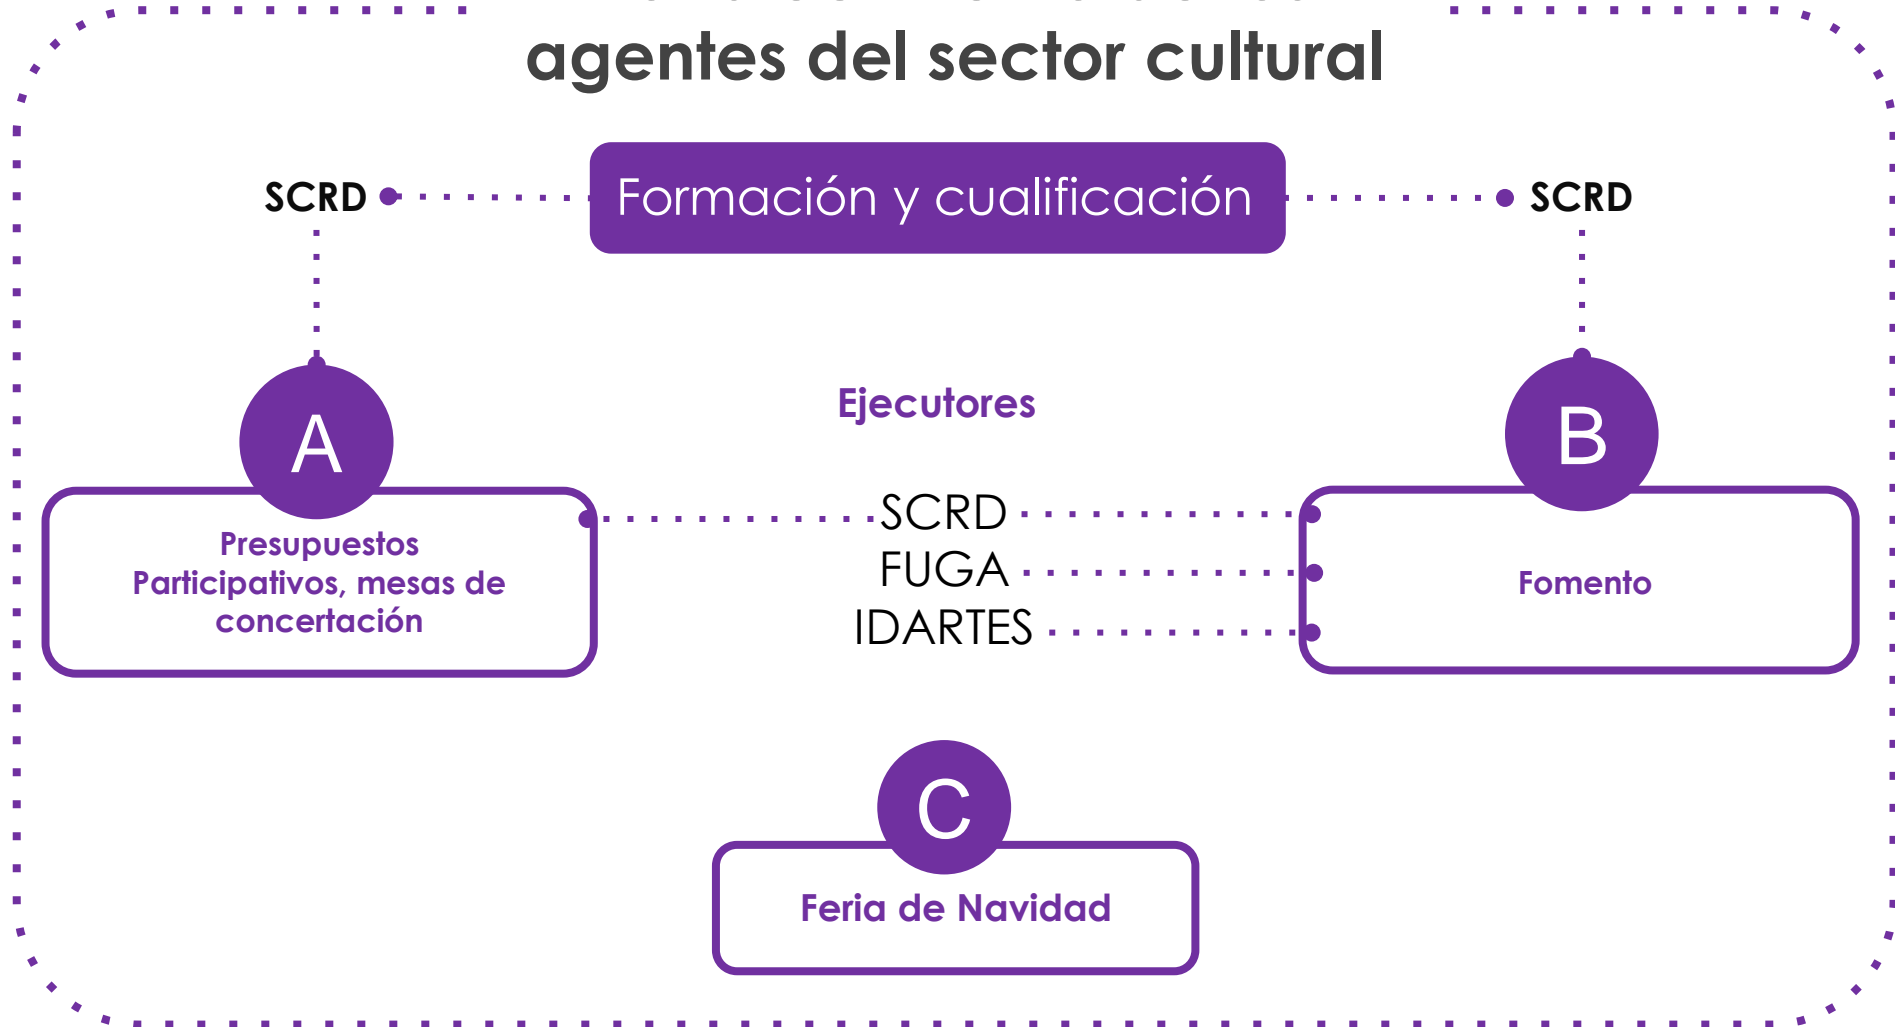 agentes del sector cultural
SCRD
Formación y cualificación
SCRD
A
Ejecutores
B
Presupuestos
Participativos, mesas de
concertación
SCRD
FUGA
IDARTES
Fomento
C
Feria de Navidad